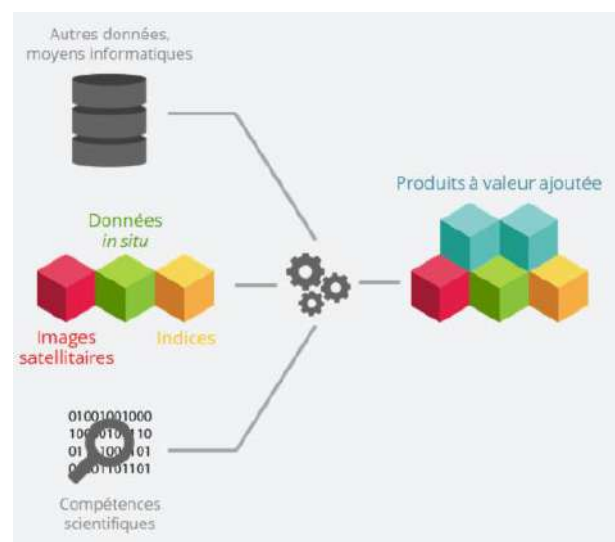 Autres données,
moyens informatiques
Produits à valeur ajoutée
Données
in situ
Images
satellitaires
Indices
01001001000
Compétences
scientifiques